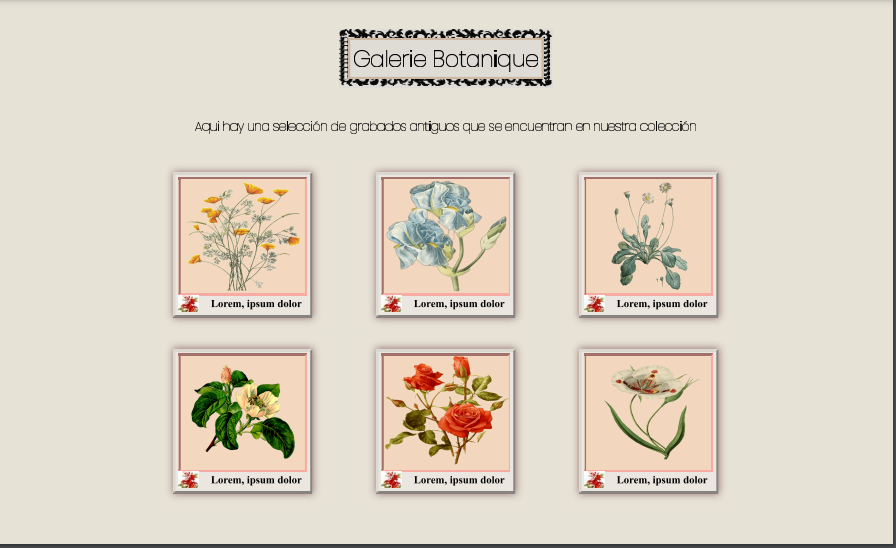 Galerie Botanique
Aqui hay una selección de grabados antiguos que se encuentran en nuestra colección
Lorem, ipsum dolor
Lorem, ipsum dolor
Lorem, ipsum dolor
Lorem, ipsum dolor
Lorem, ipsum dolor
Lorem, ipsum dolor